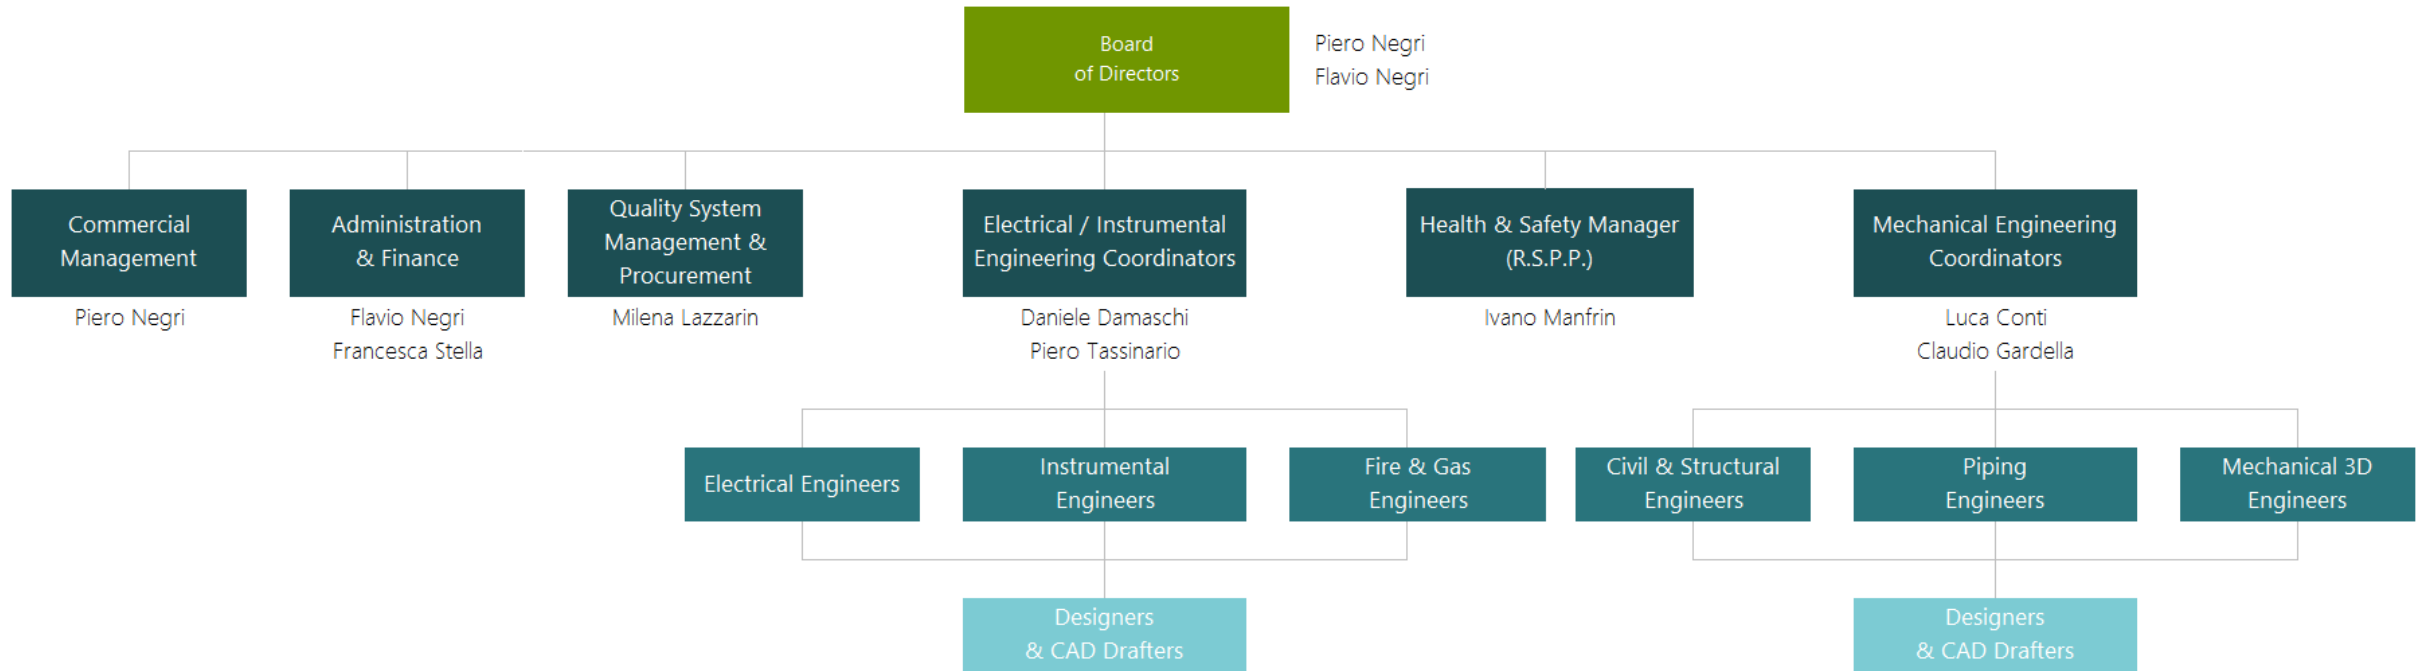 Board
of Directors
Piero Negri
Flavio Negri
Commercial
Management
Piero Negri
Administration
& Finance
Flavio Negri
Francesca Stella
Quality System
Management &
Procurement
Milena Lazzarin
Electrical / Instrumental
Engineering Coordinators
Daniele Damaschi
Piero Tassinario
Health & Safety Manager
(R.S.P.P.)
Ivano Manfrin
Mechanical Engineering
Coordinators
Luca Conti
Claudio Gardella
Electrical Engineers
Instrumental
Engineers
Fire & Gas
Engineers
Civil & Structural
Engineers
Piping
Engineers
Mechanical 3D
Engineers
Designers
& CAD Drafters
Designers
& CAD Drafters